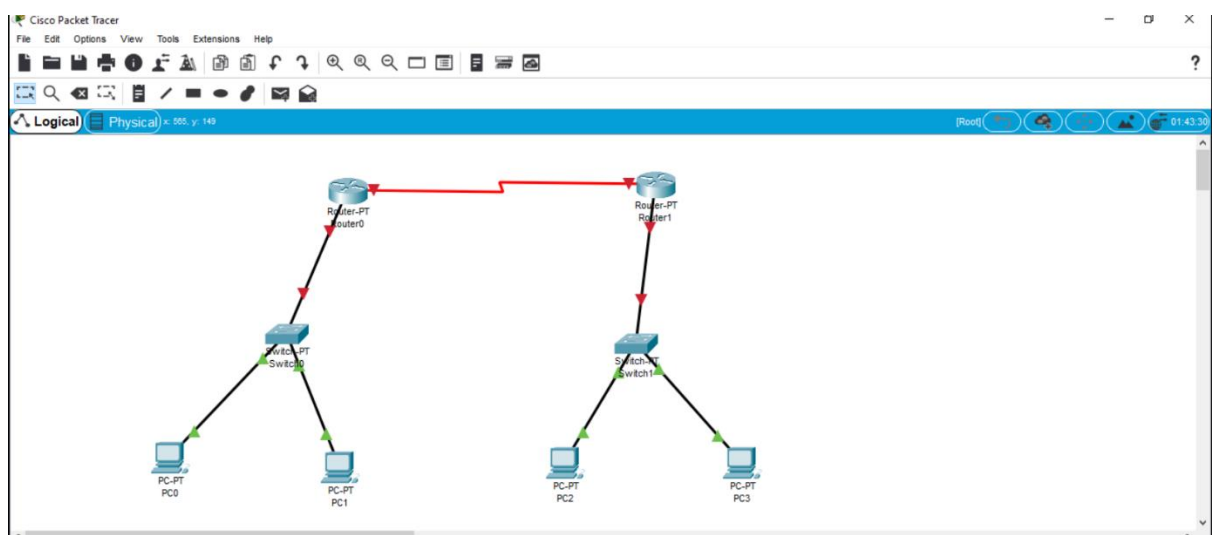 Cisco Packet Tracer
File Edit Options View Tools Extensions Help
?
Logical Physical x: 565, y: 149 [Root] 01:43:30
Router-PT
Router0
Router-PT
Router1
Switch-PT
Switch0
Switch-PT
Switch1
PC-PT
PC0
PC-PT
PC1
PC-PT
PC2
PC-PT
PC3